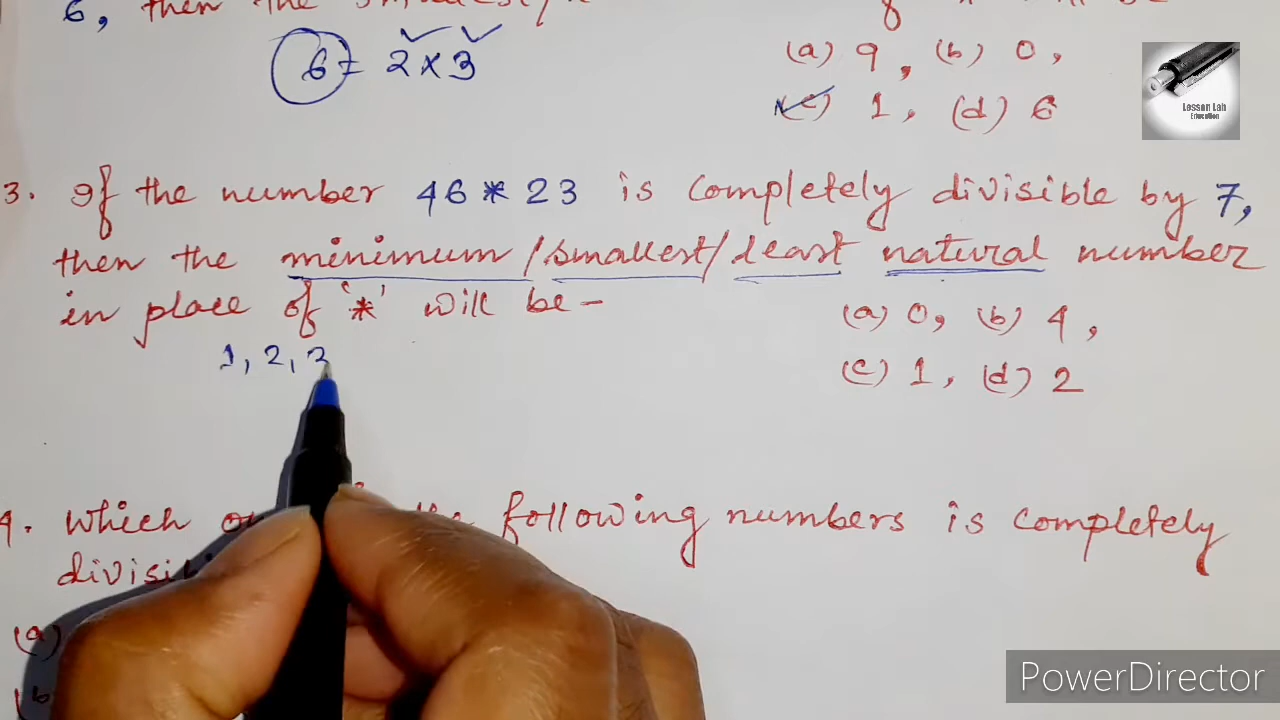 6, then the
6 = 2 × 3
(a) 9, (b) 0,
(c) 1, (d) 6
Lesson Lab
Education
3. If the number 46*23 is completely divisible by 7,
then the minimum/smallest/least natural number
in place of '*' will be-
(a) 0, (b) 4,
(c) 1, (d) 2
1, 2, 3
4. Which the following numbers is completely
(a)
(b
PowerDirector